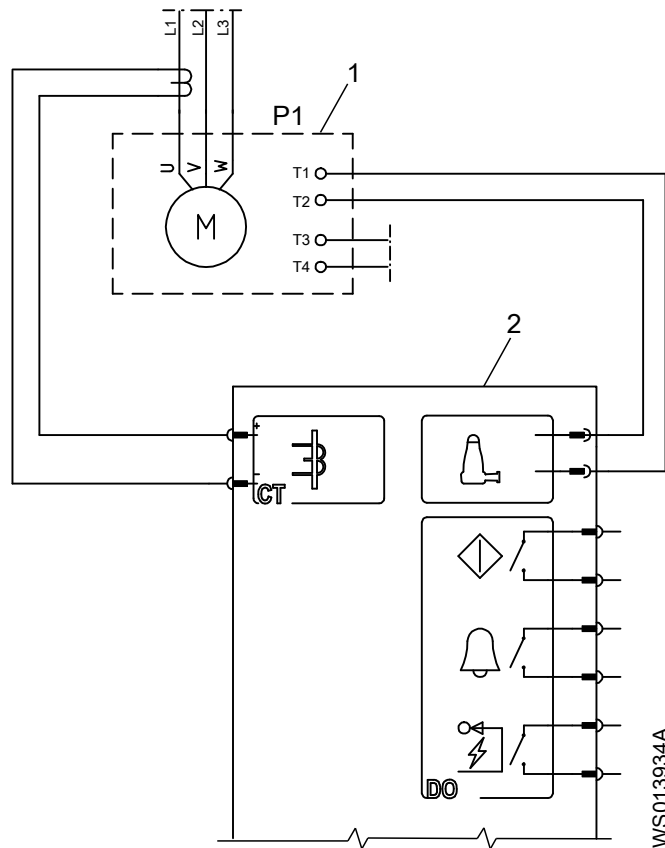 L1 L2 L3
1
P1
U V W
T1
T2
M
T3
T4
2
+
-
CT
DO
WS013934A